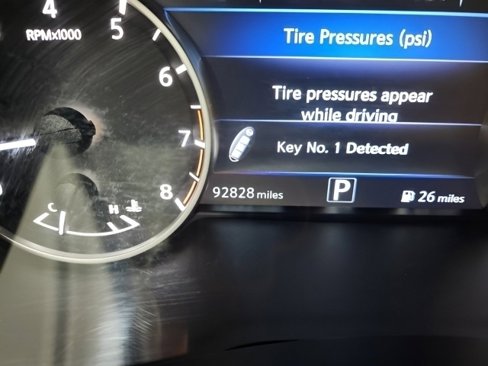 4
5
RPMx1000
6
7
8
C
H
Tire Pressures (psi)
Tire pressures appear
while driving
Key No. 1 Detected
92828 miles
P
26 miles